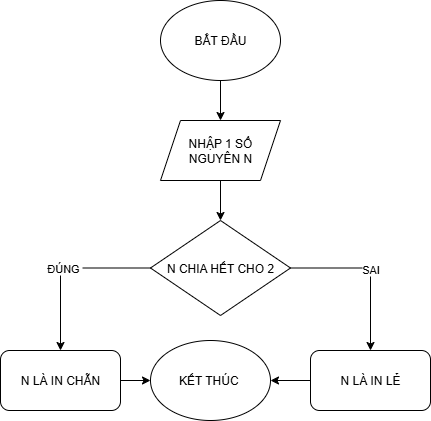 BẮT ĐẦU
NHẬP 1 SỐ
NGUYÊN N
N CHIA HẾT CHO 2
ĐÚNG
SAI
N LÀ IN CHẴN
KẾT THÚC
N LÀ IN LẺ